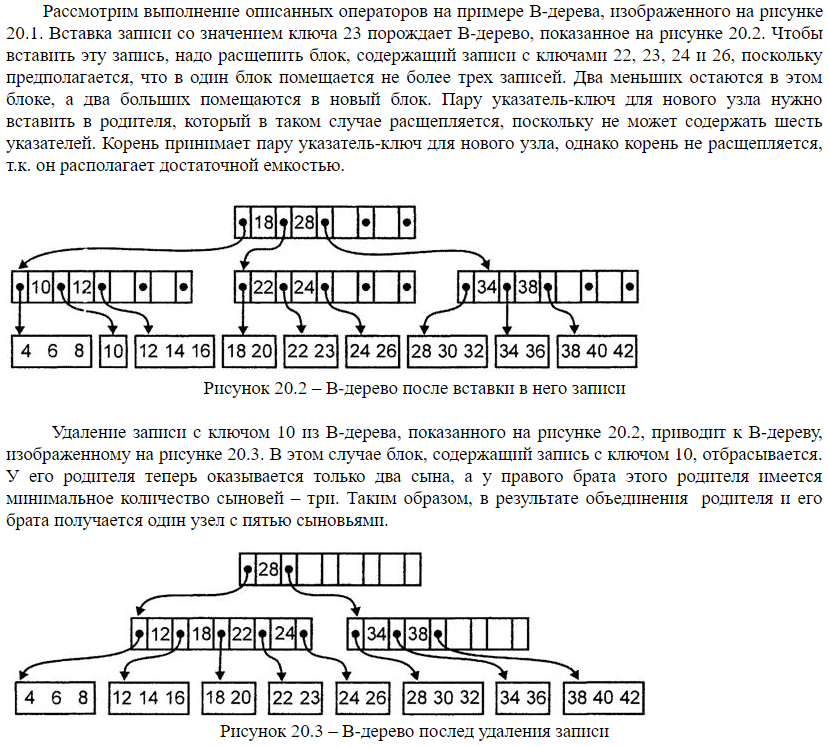 Рассмотрим выполнение описанных операторов на примере В-дерева, изображенного на рисунке
20.1. Вставка записи со значением ключа 23 порождает В-дерево, показанное на рисунке 20.2. Чтобы
вставить эту запись, надо расщепить блок, содержащий записи с ключами 22, 23, 24 и 26, поскольку
предполагается, что в один блок помещается не более трех записей. Два меньших остаются в этом
блоке, а два больших помещаются в новый блок. Пару указатель-ключ для нового узла нужно
вставить в родителя, который в таком случае расщепляется, поскольку не может содержать шесть
указателей. Корень принимает пару указатель-ключ для нового узла, однако корень не расщепляется,
т.к. он располагает достаточной емкостью.
18 28
10 12 22 24 34 38
4 6 8 10 12 14 16 18 20 22 23 24 26 28 30 32 34 36 38 40 42
Рисунок 20.2 – В-дерево после вставки в него записи
Удаление записи с ключом 10 из В-дерева, показанного на рисунке 20.2, приводит к В-дереву,
изображенному на рисунке 20.3. В этом случае блок, содержащий запись с ключом 10, отбрасывается.
У его родителя теперь оказывается только два сына, а у правого брата этого родителя имеется
минимальное количество сыновей – три. Таким образом, в результате объединения родителя и его
брата получается один узел с пятью сыновьями.
28
12 18 22 24 34 38
4 6 8 12 14 16 18 20 22 23 24 26 28 30 32 34 36 38 40 42
Рисунок 20.3 – В-дерево послед удаления записи